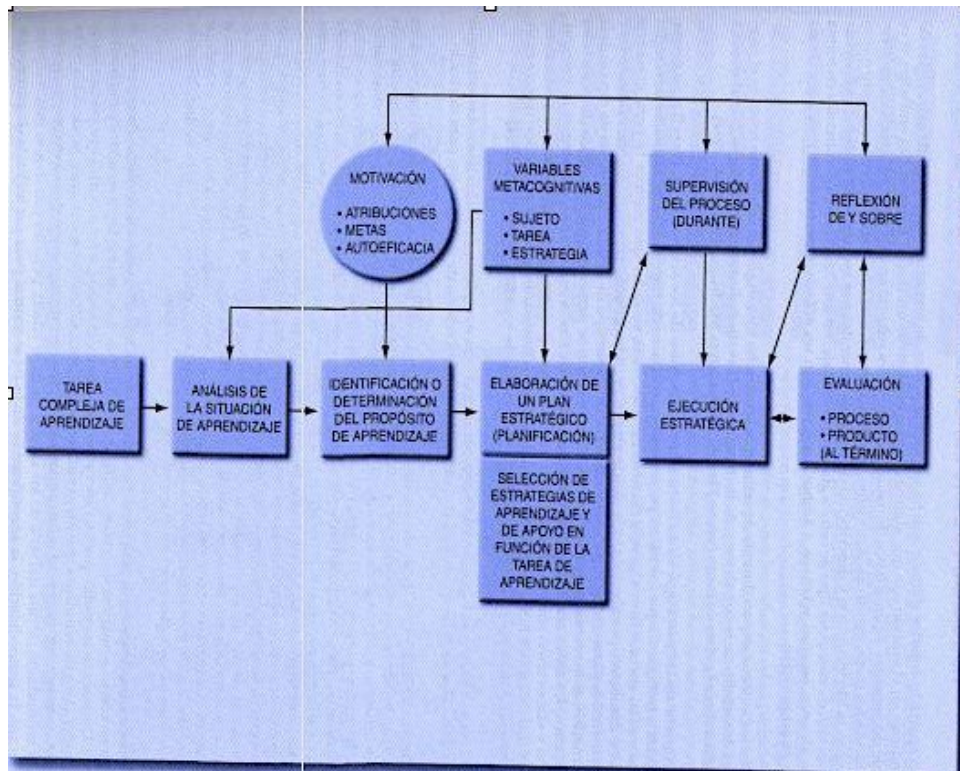 MOTIVACIÓN
• ATRIBUCIONES
• METAS
• AUTOEFICACIA
VARIABLES
METACOGNITIVAS
• SUJETO
• TAREA
• ESTRATEGIA
SUPERVISIÓN
DEL PROCESO
(DURANTE)
REFLEXIÓN
DE Y SOBRE
TAREA
COMPLEJA DE
APRENDIZAJE
ANÁLISIS DE
LA SITUACIÓN
DE APRENDIZAJE
IDENTIFICACIÓN O
DETERMINACIÓN
DEL PROPÓSITO
DE APRENDIZAJE
ELABORACIÓN DE
UN PLAN
ESTRATÉGICO
(PLANIFICACIÓN)
SELECCIÓN DE
ESTRATEGIAS DE
APRENDIZAJE Y
DE APOYO EN
FUNCIÓN DE LA
TAREA DE
APRENDIZAJE
EJECUCIÓN
ESTRATÉGICA
EVALUACIÓN
• PROCESO
• PRODUCTO
(AL TÉRMINO)